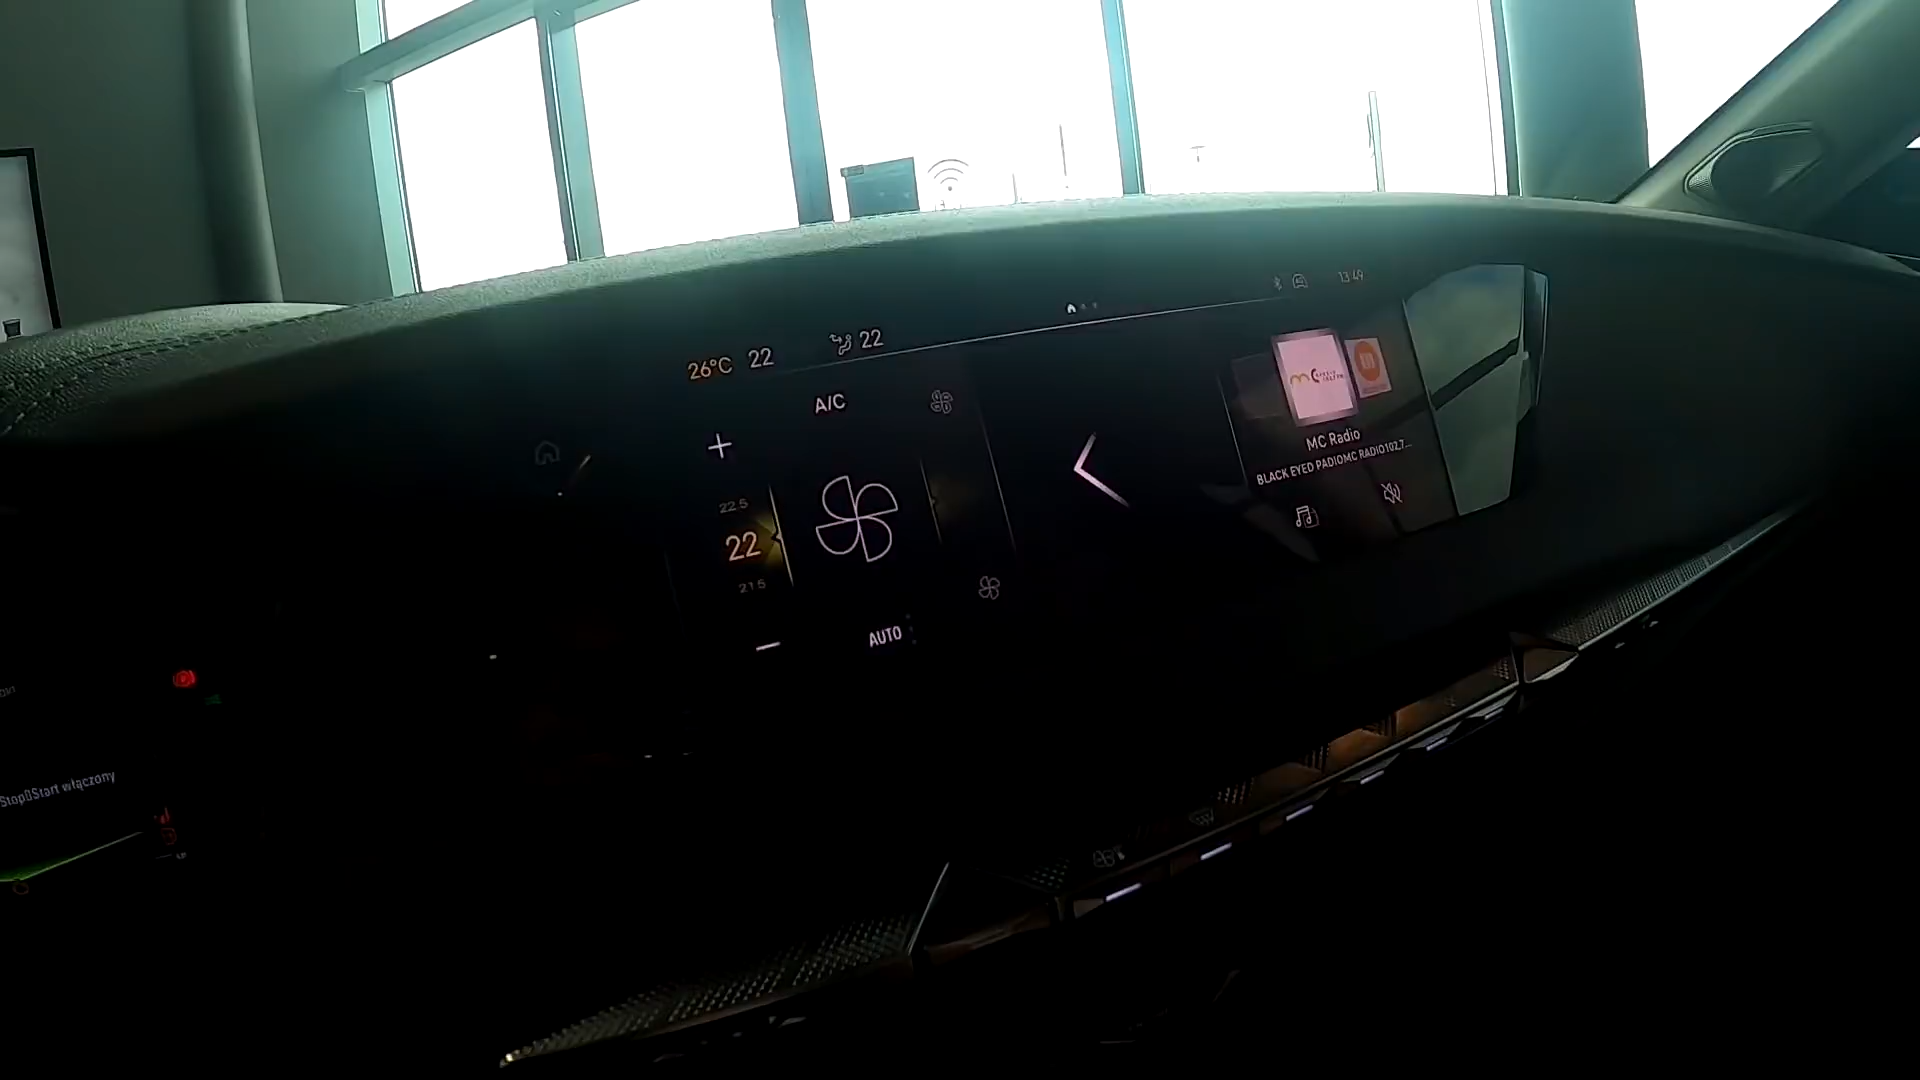 13:49
26°C 22 22
A/C
22.5
22
21.5
AUTO
MC Radio
BLACK EYED PADIOMC RADIO102,7...
Stop▯Start włączony